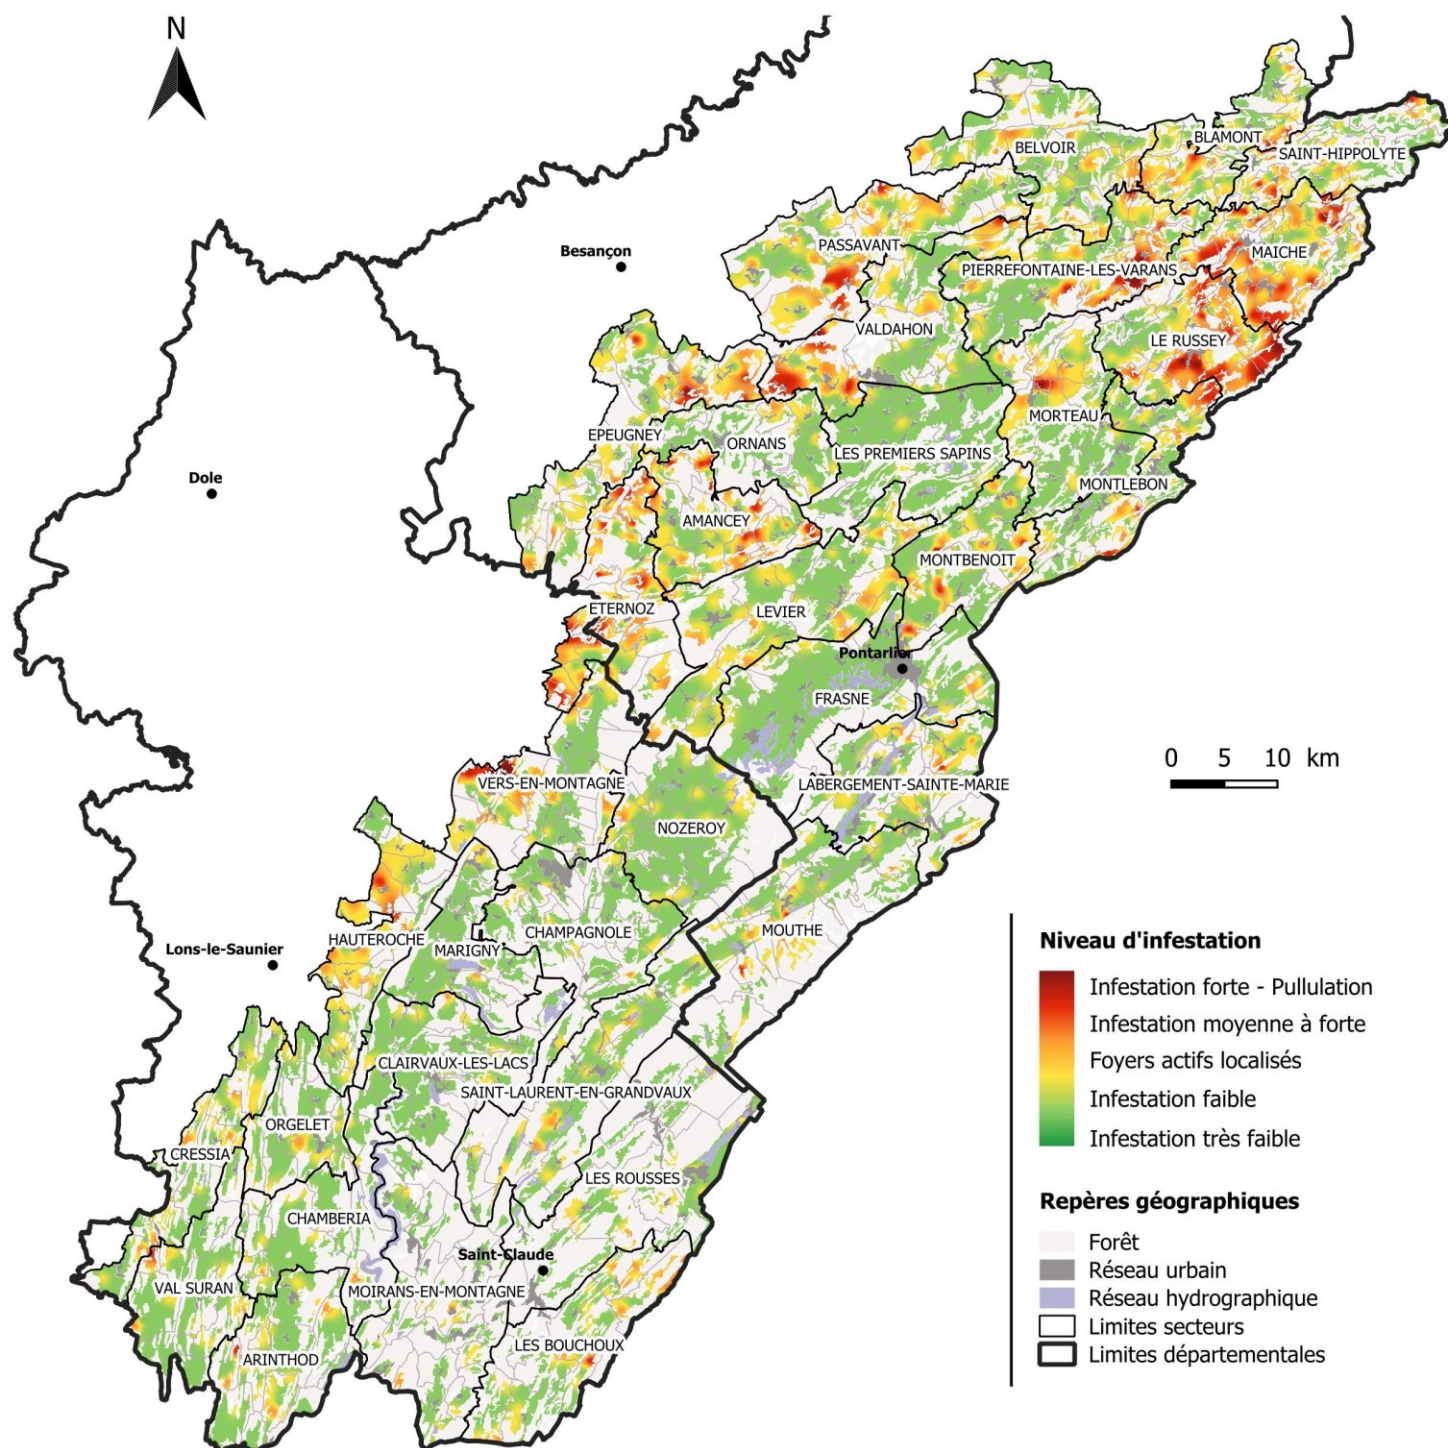 N
BELVOIR
BLAMONT
SAINT-HIPPOLYTE
Besançon
PASSAVANT
MAICHE
PIERREFONTAINE-LES-VARANS
VALDAHON
LE RUSSEY
MORTEAU
EPEUGNEY
ORNANS
LES PREMIERS SAPINS
Dole
MONTLEBON
AMANCEY
MONTBENOIT
ETERNOZ
LEVIER
Pontarlier
FRASNE
0 5 10 km
VERS-EN-MONTAGNE
LABERGEMENT-SAINTE-MARIE
NOZEROY
HAUTEROCHE
CHAMPAGNOLE
MOUTHE
Lons-le-Saunier
MARIGNY
CLAIRVAUX-LES-LACS
SAINT-LAURENT-EN-GRANDVAUX
ORGELET
CRESSIA
LES ROUSSES
CHAMBERIA
Saint-Claude
VAL SURAN
MOIRANS-EN-MONTAGNE
LES BOUCHOUX
ARINTHOD
Niveau d'infestation
Infestation forte - Pullulation
Infestation moyenne à forte
Foyers actifs localisés
Infestation faible
Infestation très faible
Repères géographiques
Forêt
Réseau urbain
Réseau hydrographique
Limites secteurs
Limites départementales